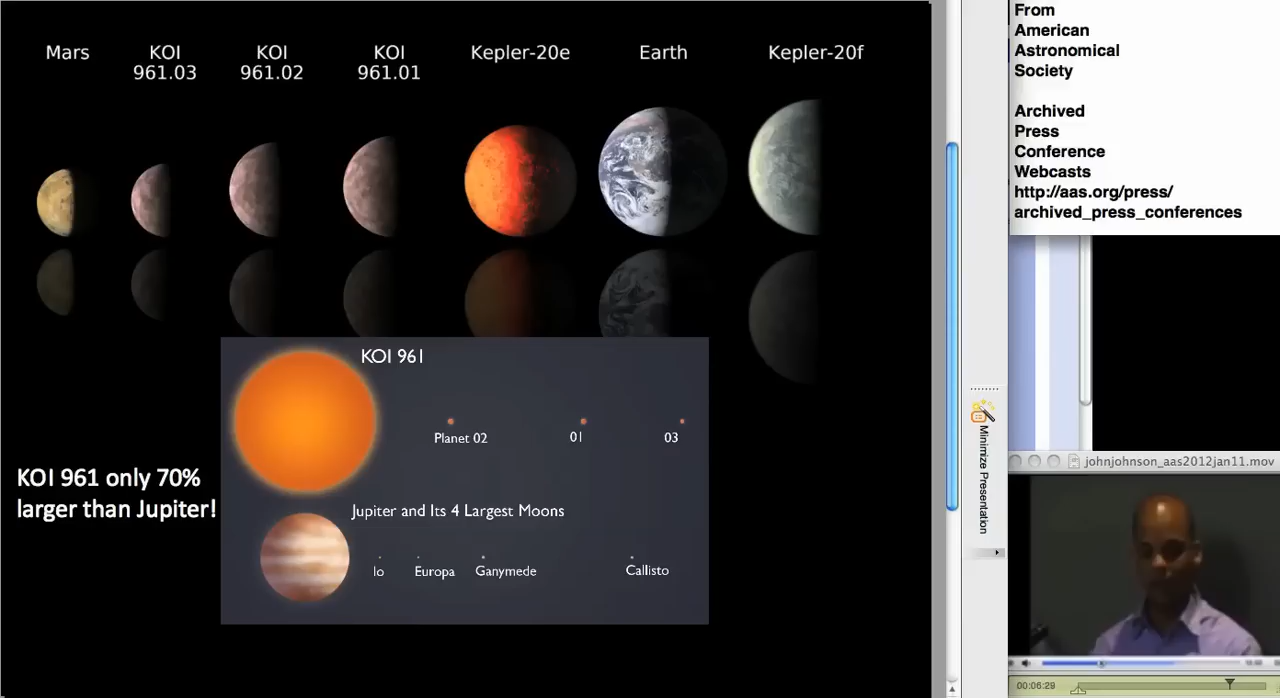 Mars
KOI
961.03
KOI
961.02
KOI
961.01
Kepler-20e
Earth
Kepler-20f
KOI 961
Planet 02
01
03
KOI 961 only 70%
larger than Jupiter!
Jupiter and Its 4 Largest Moons
Io
Europa
Ganymede
Callisto
From
American
Astronomical
Society
Archived
Press
Conference
Webcasts
http://aas.org/press/
archived_press_conferences
Minimize Presentation
johnjohnson_aas2012jan11.mov
00:06:29